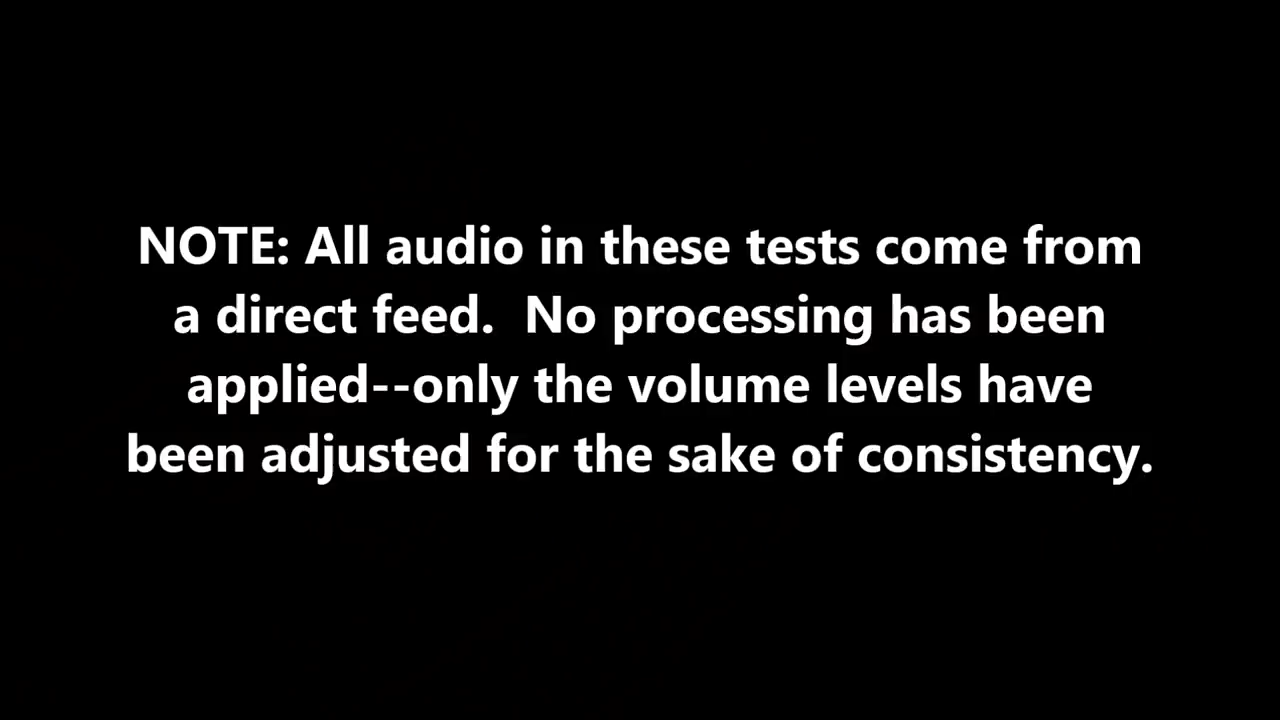 NOTE: All audio in these tests come from
a direct feed.  No processing has been
applied--only the volume levels have
been adjusted for the sake of consistency.